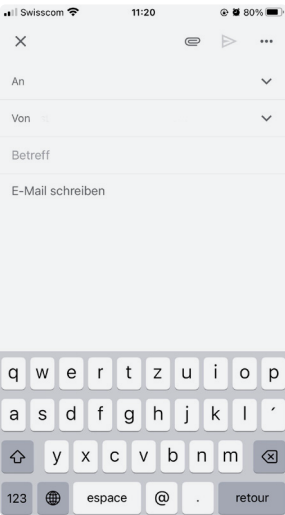 Swisscom 11:20 80%
An
Von
Betreff
E-Mail schreiben
q w e r t z u i o p
a s d f g h j k l ´
y x c v b n m
123 espace @ . retour